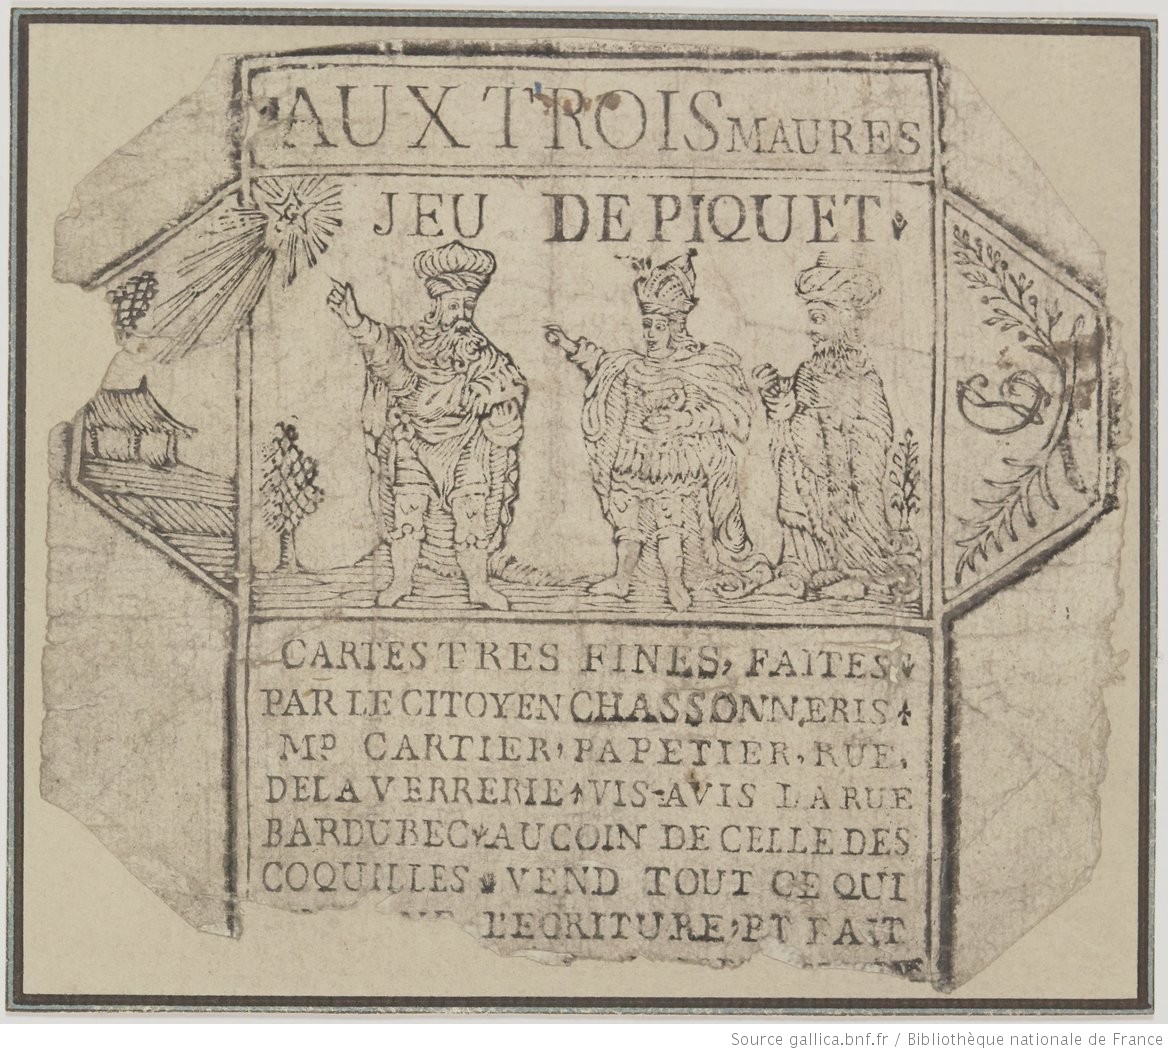 AUX TROIS MAURES
JEU DE PIQUET
CARTES TRES FINES, FAITES
PAR LE CITOYEN CHASSONNERIS
MD CARTIER, PAPETIER, RUE,
DE LA VERRERIE VIS-AVIS LA RUE
BARDUBEC AU COIN DE CELLE DES
COQUILLES VEND TOUT CE QUI
L'ECRITURE, ET FAIT
Source gallica.bnf.fr / Bibliothèque nationale de France